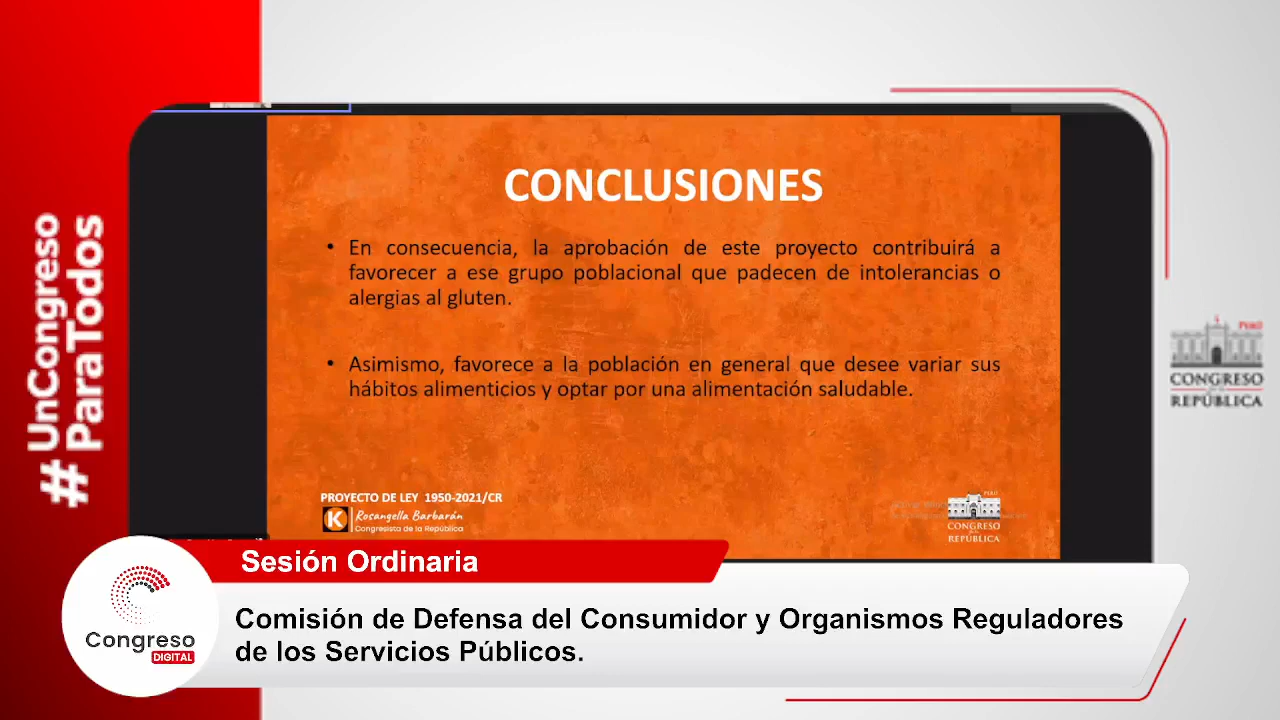 #UnCongreso
ParaTodos
CONCLUSIONES
• En consecuencia, la aprobación de este proyecto contribuirá a
favorecer a ese grupo poblacional que padecen de intolerancias o
alergias al gluten.
• Asimismo, favorece a la población en general que desee variar sus
hábitos alimenticios y optar por una alimentación saludable.
PROYECTO DE LEY 1950-2021/CR
K
Rosangella Barbarán
Congresista de la República
PERÚ
CONGRESO
REPÚBLICA
PERÚ
CONGRESO
de la
REPÚBLICA
Sesión Ordinaria
Congreso
DIGITAL
Comisión de Defensa del Consumidor y Organismos Reguladores
de los Servicios Públicos.